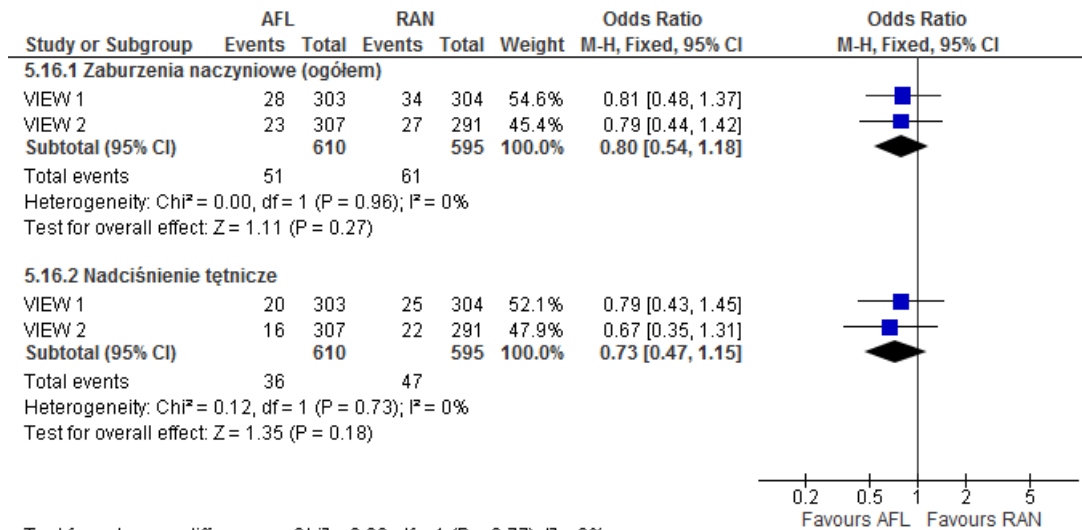 AFL RAN Odds Ratio Odds Ratio
Study or Subgroup Events Total Events Total Weight M-H, Fixed, 95% CI M-H, Fixed, 95% CI
5.16.1 Zaburzenia naczyniowe (ogółem)
VIEW 1 28 303 34 304 54.6% 0.81 [0.48, 1.37]
VIEW 2 23 307 27 291 45.4% 0.79 [0.44, 1.42]
Subtotal (95% CI) 610 595 100.0% 0.80 [0.54, 1.18]
Total events 51 61
Heterogeneity: Chi² = 0.00, df = 1 (P = 0.96); I² = 0%
Test for overall effect: Z = 1.11 (P = 0.27)
5.16.2 Nadciśnienie tętnicze
VIEW 1 20 303 25 304 52.1% 0.79 [0.43, 1.45]
VIEW 2 16 307 22 291 47.9% 0.67 [0.35, 1.31]
Subtotal (95% CI) 610 595 100.0% 0.73 [0.47, 1.15]
Total events 36 47
Heterogeneity: Chi² = 0.12, df = 1 (P = 0.73); I² = 0%
Test for overall effect: Z = 1.35 (P = 0.18)
0.2 0.5 1 2 5
Favours AFL Favours RAN